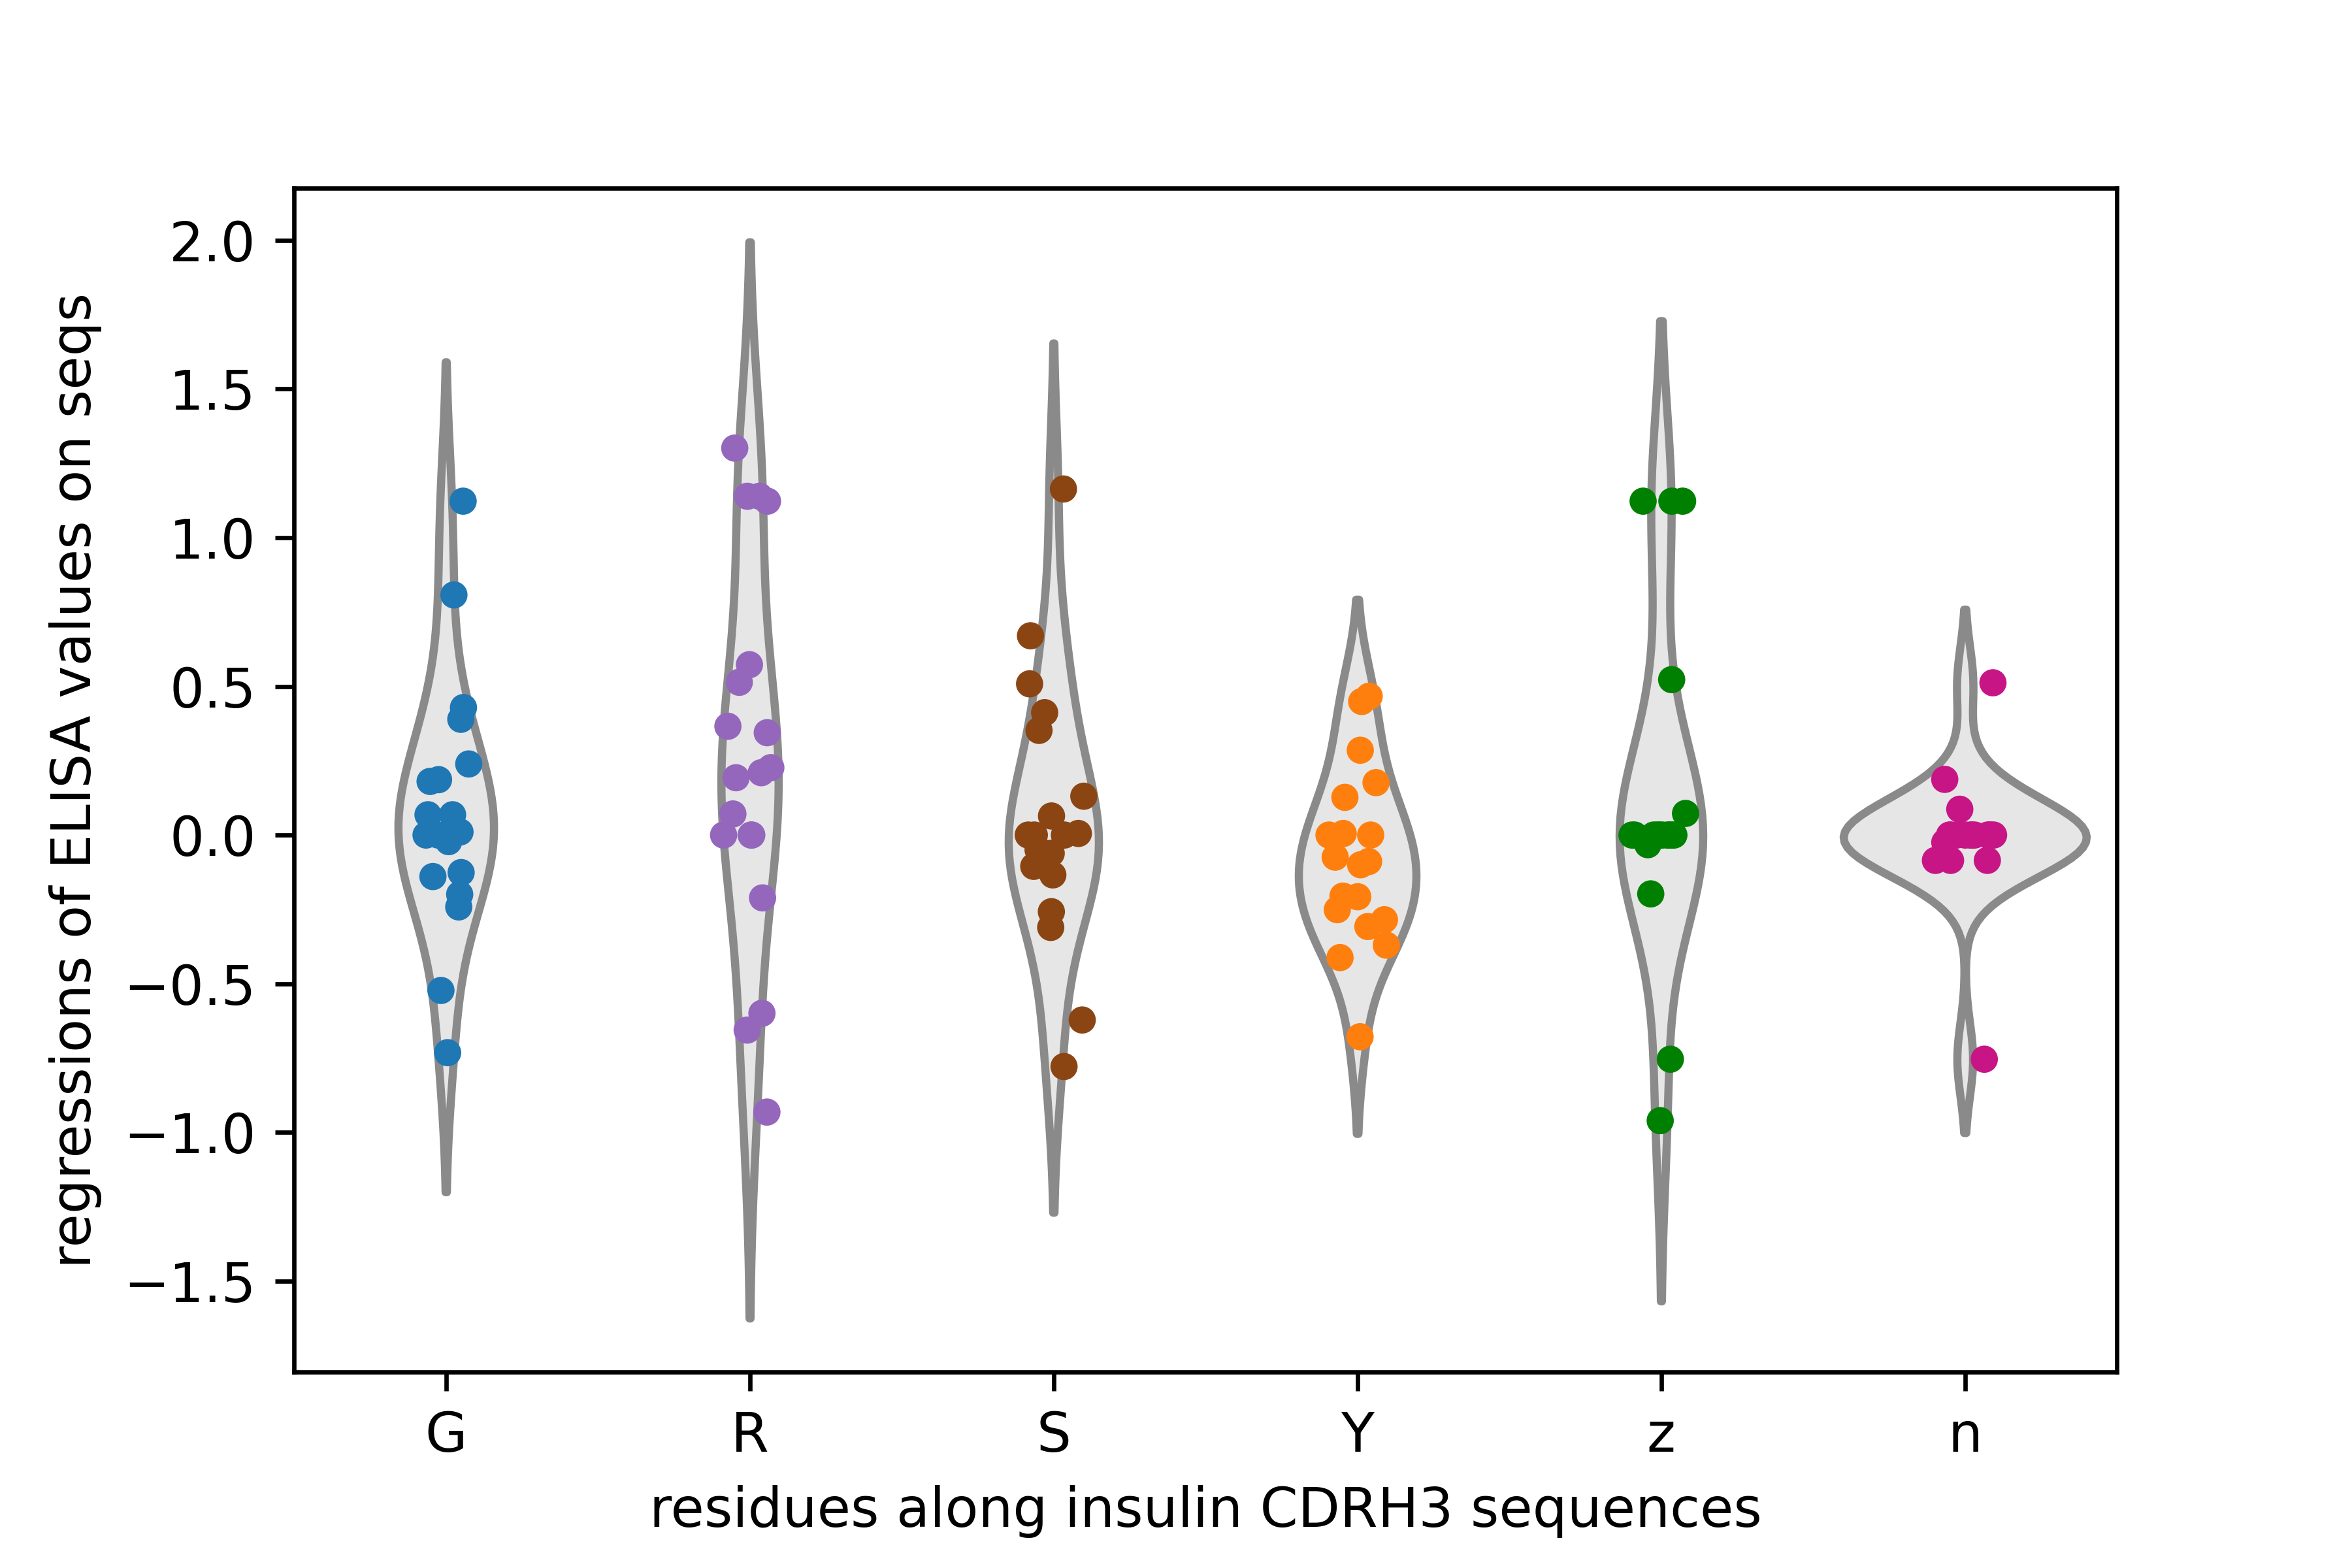 regressions of ELISA values on seqs
2.0
1.5
1.0
0.5
0.0
−0.5
−1.0
−1.5
G R S Y z n
residues along insulin CDRH3 sequences